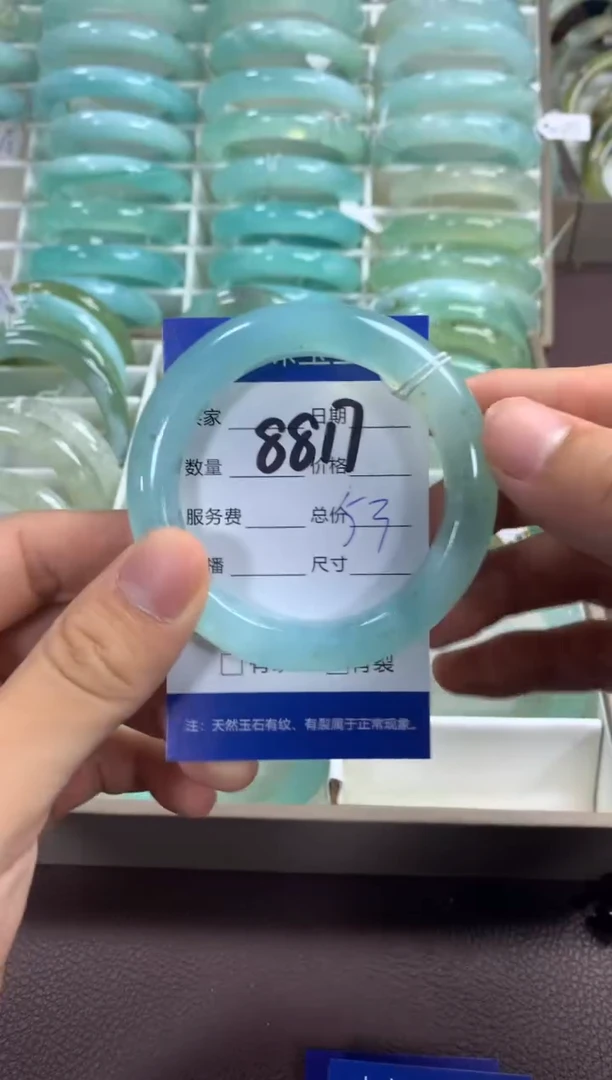 家 日期
8817
数量 价格
服务费 总价 53
播 尺寸
有裂
注：天然玉石有纹、有裂属于正常现象。